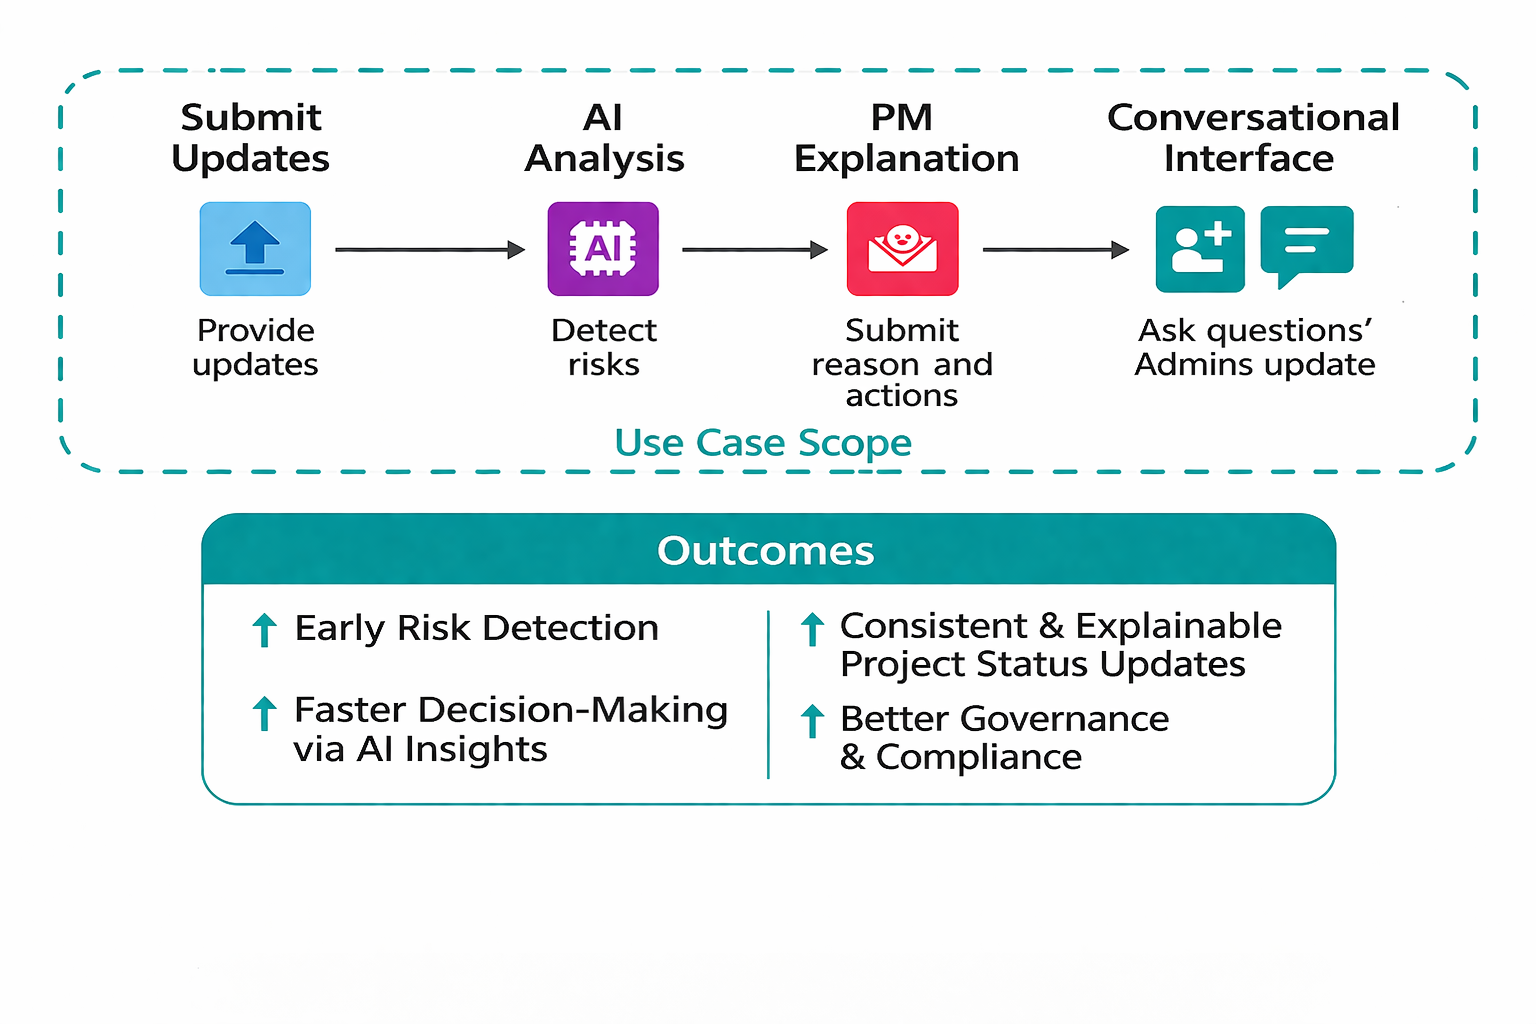 Submit
Updates
AI
Analysis
PM
Explanation
Conversational
Interface
AI
Provide
updates
Detect
risks
Submit
reason and
actions
Ask questions’
Admins update
Use Case Scope
Outcomes
Early Risk Detection
Faster Decision-Making
via AI Insights
Consistent & Explainable
Project Status Updates
Better Governance
& Compliance